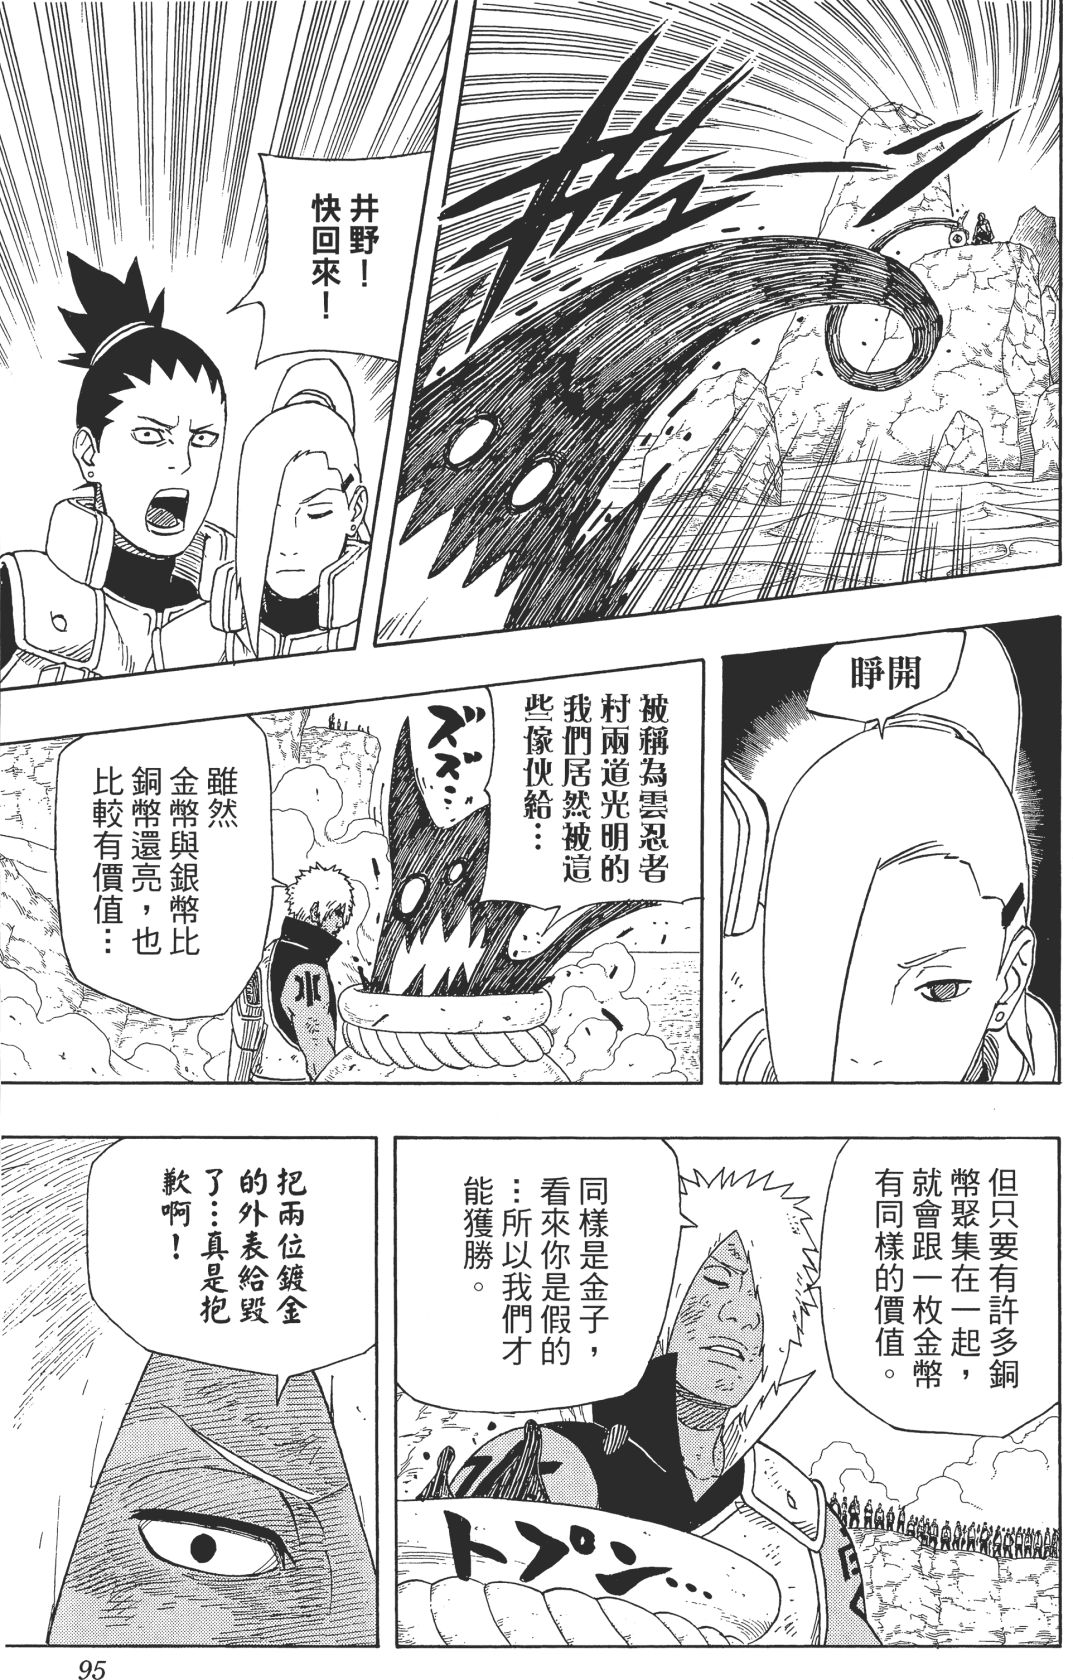 ギュー
井野！
快回來！
睜開
被稱為雲忍者
村兩道光明的
我們居然被這
些傢伙給…
ズズズ…
雖然
金幣與銀幣比
銅幣還亮，也
比較有價值…
但只要有許多銅
幣聚集在一起，
就會跟一枚金幣
有同樣的價值。
同樣是金子，
看來你是假的
…所以我們才
能獲勝。
トプン…
把兩位鍍金
的外表給毀
了…真是抱
歉啊！
95